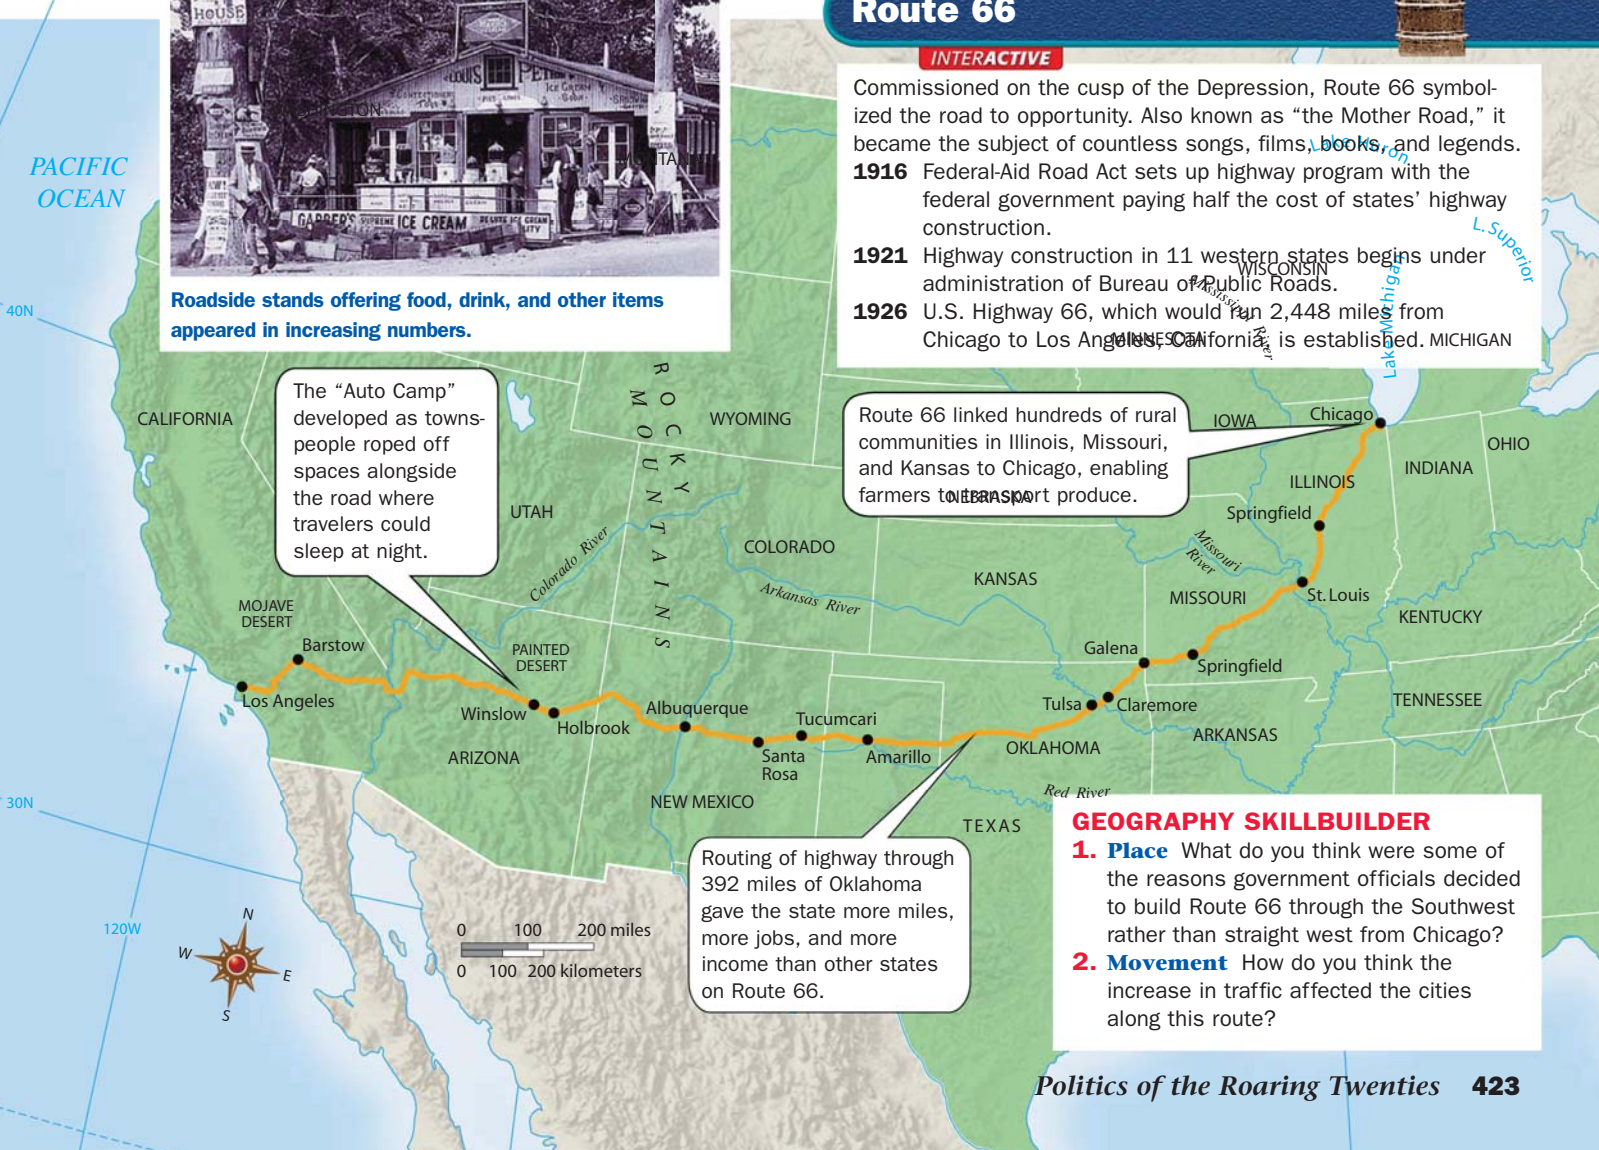 Route 66
INTERACTIVE
Commissioned on the cusp of the Depression, Route 66 symbol-
ized the road to opportunity. Also known as “the Mother Road,” it
became the subject of countless songs, films, books, and legends.
1916 Federal-Aid Road Act sets up highway program with the
federal government paying half the cost of states’ highway
construction.
1921 Highway construction in 11 western states begins under
administration of Bureau of Public Roads.
1926 U.S. Highway 66, which would run 2,448 miles from
Chicago to Los Angeles, California, is established.
HOUSE
LOUIS
ICE CREAM
GARBER'S SUPREME ICE CREAM
Roadside stands offering food, drink, and other items
appeared in increasing numbers.
PACIFIC
OCEAN
40N
30N
120W
Lake Huron
L. Superior
Lake Michigan
WISCONSIN
Mississippi River
MINNESOTA
MICHIGAN
The “Auto Camp”
developed as towns-
people roped off
spaces alongside
the road where
travelers could
sleep at night.
Route 66 linked hundreds of rural
communities in Illinois, Missouri,
and Kansas to Chicago, enabling
farmers to transport produce.
NEBRASKA
CALIFORNIA
ROCKY
MOUNTAINS
WYOMING
IOWA
Chicago
OHIO
INDIANA
ILLINOIS
UTAH
Springfield
COLORADO
Colorado River
Missouri
River
KANSAS
Arkansas River
MISSOURI
St. Louis
MOJAVE
DESERT
KENTUCKY
Barstow
PAINTED
DESERT
Galena
Springfield
Los Angeles
Winslow
Holbrook
Albuquerque
Tucumcari
Tulsa
Claremore
TENNESSEE
ARIZONA
Santa
Rosa
Amarillo
OKLAHOMA
ARKANSAS
NEW MEXICO
Red River
TEXAS
Routing of highway through
392 miles of Oklahoma
gave the state more miles,
more jobs, and more
income than other states
on Route 66.
N
W
E
S
0 100 200 miles
0 100 200 kilometers
GEOGRAPHY SKILLBUILDER
1. Place What do you think were some of
the reasons government officials decided
to build Route 66 through the Southwest
rather than straight west from Chicago?
2. Movement How do you think the
increase in traffic affected the cities
along this route?
Politics of the Roaring Twenties 423